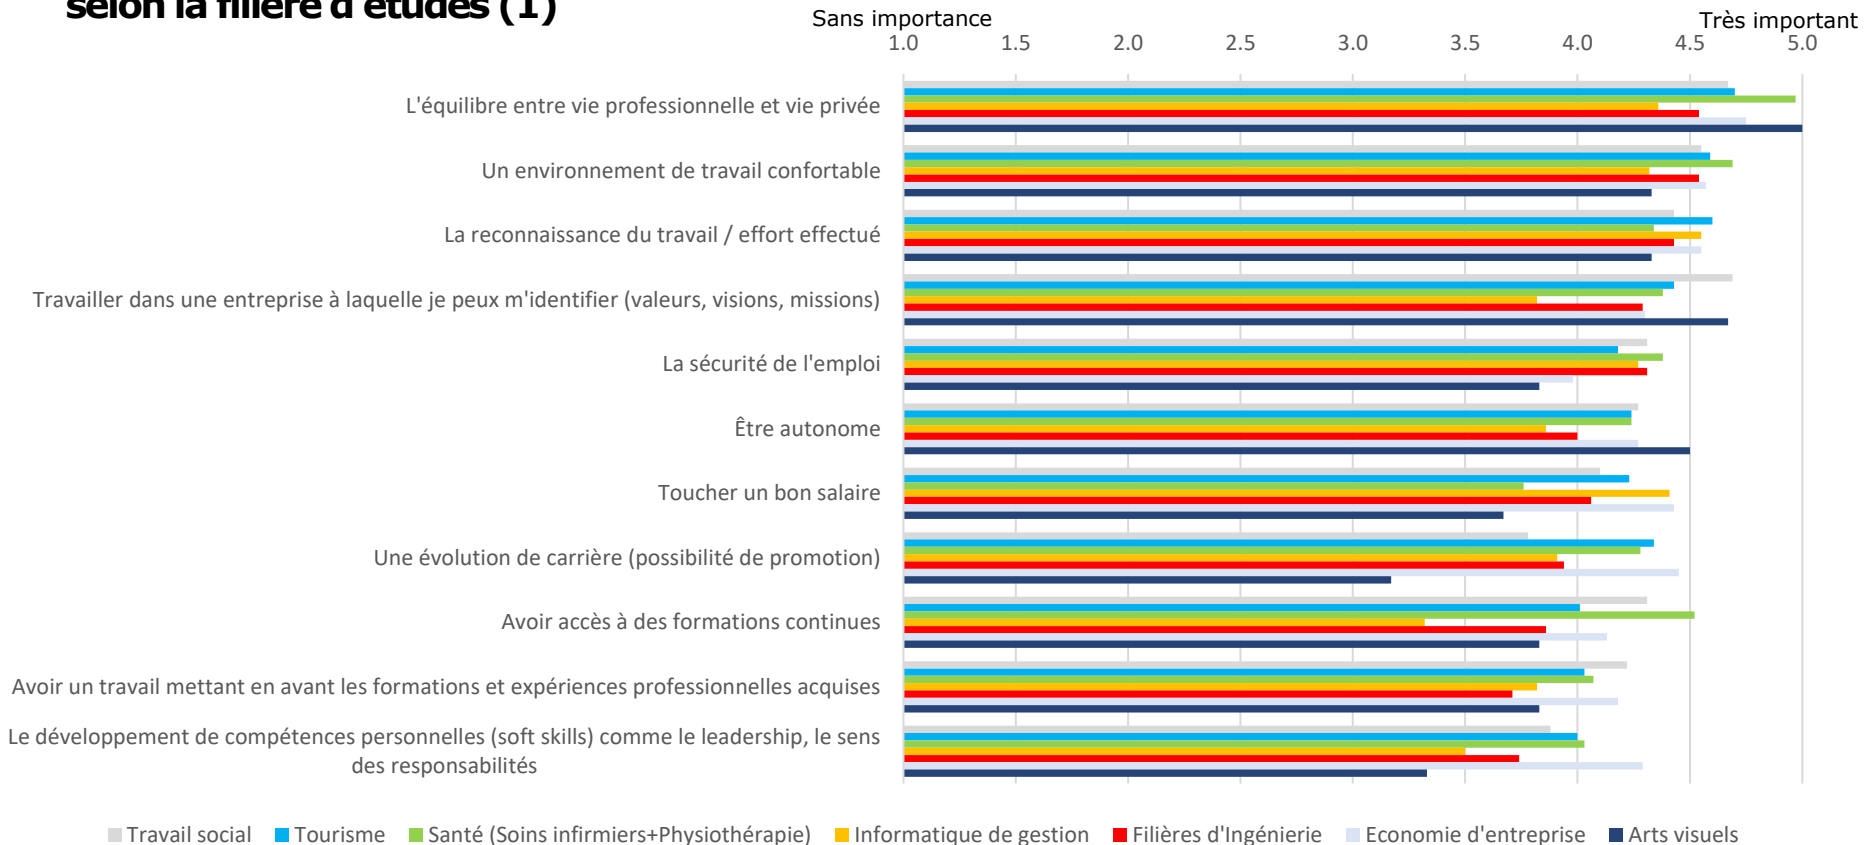 selon la filière d'études (1)
Sans importance
Très important
1.0 1.5 2.0 2.5 3.0 3.5 4.0 4.5 5.0
L'équilibre entre vie professionnelle et vie privée
Un environnement de travail confortable
La reconnaissance du travail / effort effectué
Travailler dans une entreprise à laquelle je peux m'identifier (valeurs, visions, missions)
La sécurité de l'emploi
Être autonome
Toucher un bon salaire
Une évolution de carrière (possibilité de promotion)
Avoir accès à des formations continues
Avoir un travail mettant en avant les formations et expériences professionnelles acquises
Le développement de compétences personnelles (soft skills) comme le leadership, le sens
des responsabilités
Travail social Tourisme Santé (Soins infirmiers+Physiothérapie) Informatique de gestion Filières d'Ingénierie Economie d'entreprise Arts visuels